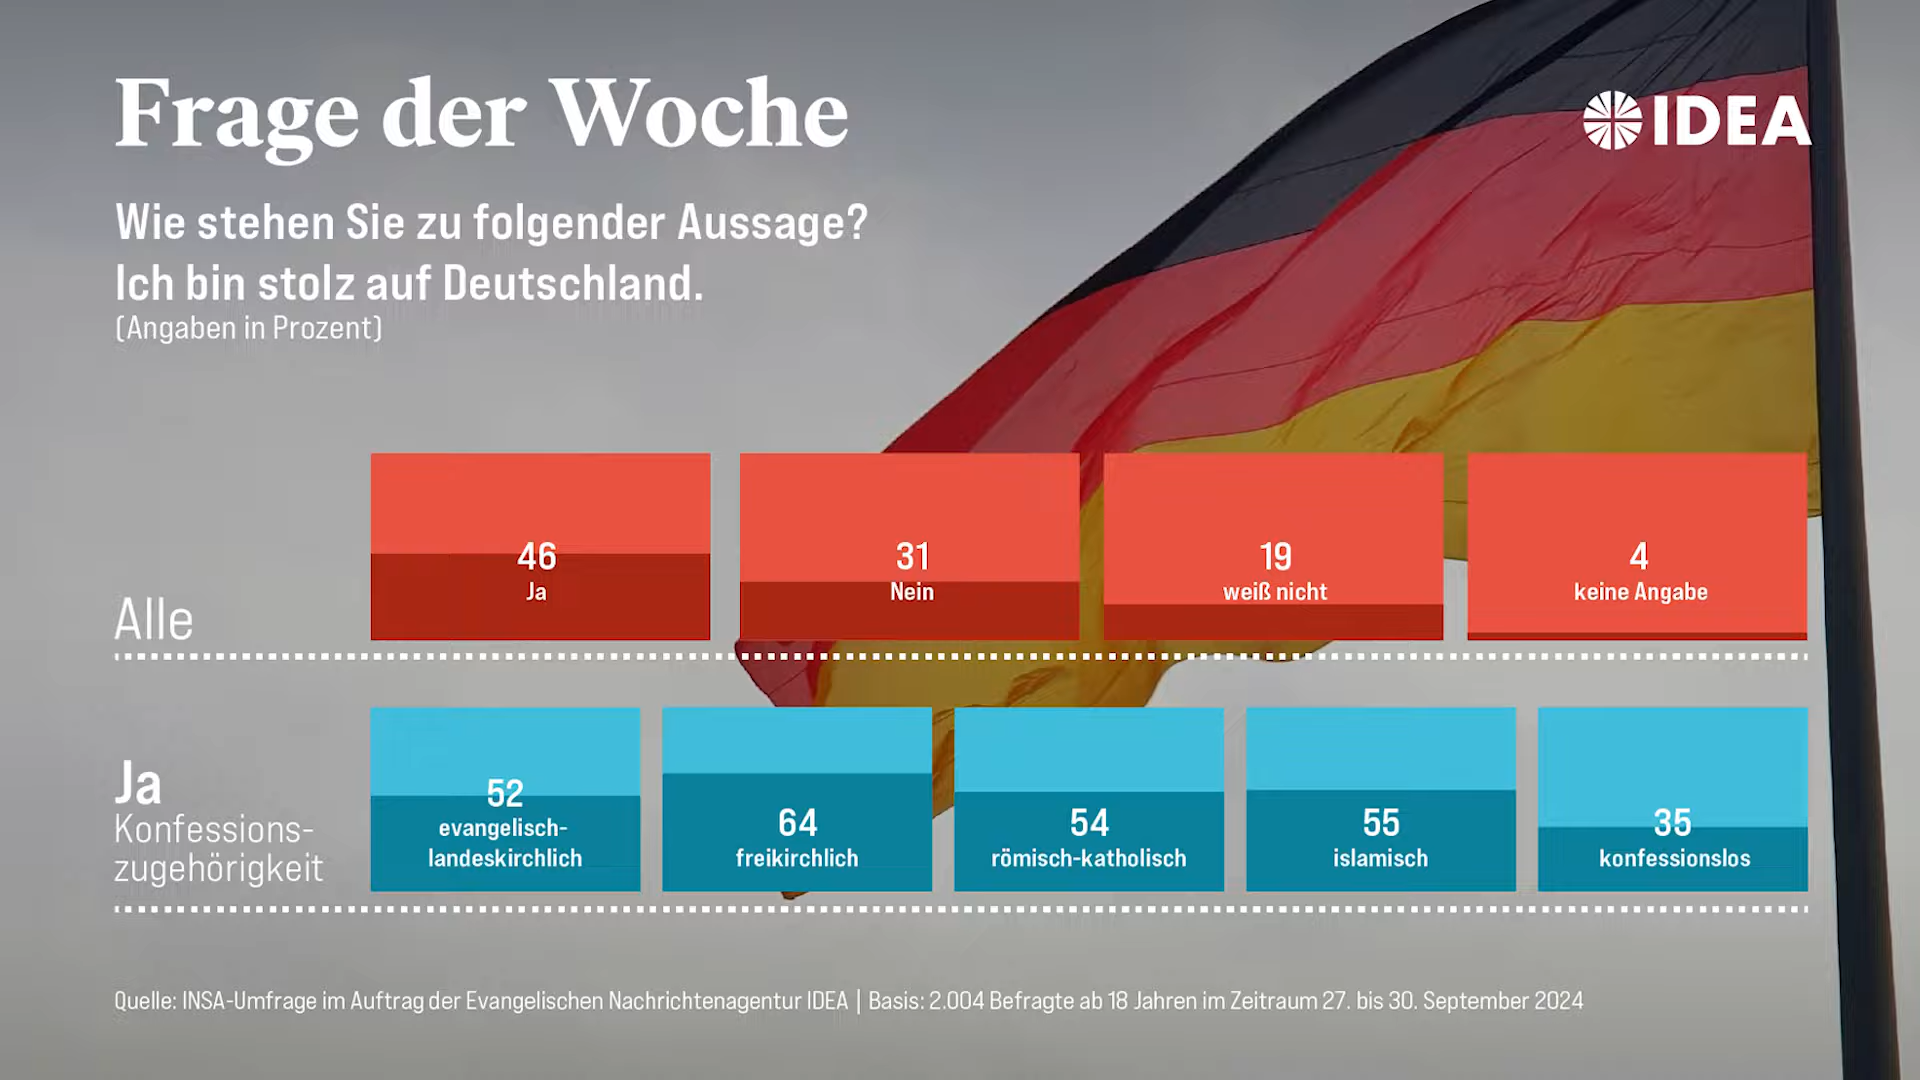 Frage der Woche
IDEA
Wie stehen Sie zu folgender Aussage?
Ich bin stolz auf Deutschland.
(Angaben in Prozent)
Alle
46
Ja
31
Nein
19
weiß nicht
4
keine Angabe
Ja
Konfessions-
zugehörigkeit
52
evangelisch-
landeskirchlich
64
freikirchlich
54
römisch-katholisch
55
islamisch
35
konfessionslos
Quelle: INSA-Umfrage im Auftrag der Evangelischen Nachrichtenagentur IDEA | Basis: 2.004 Befragte ab 18 Jahren im Zeitraum 27. bis 30. September 2024